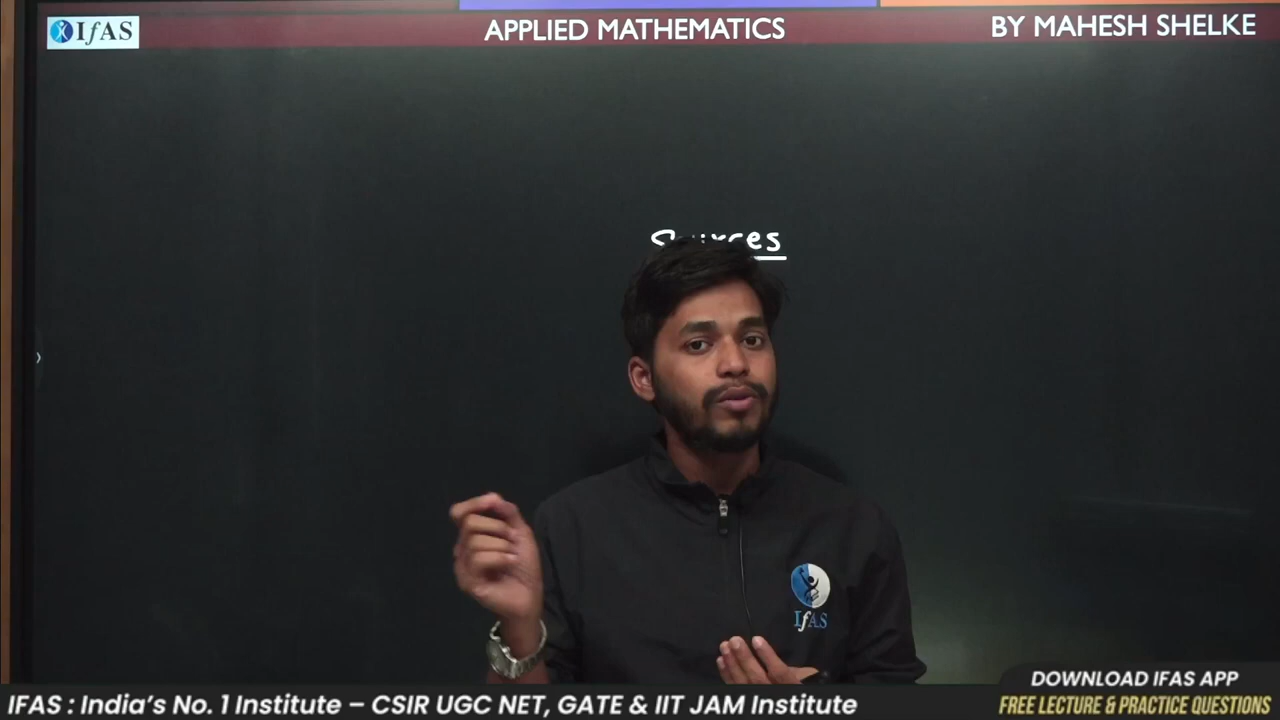 IfAS
APPLIED MATHEMATICS
BY MAHESH SHELKE
Sources
IfAS
IFAS : India's No. 1 Institute – CSIR UGC NET, GATE & IIT JAM Institute
DOWNLOAD IFAS APP
FREE LECTURE & PRACTICE QUESTIONS